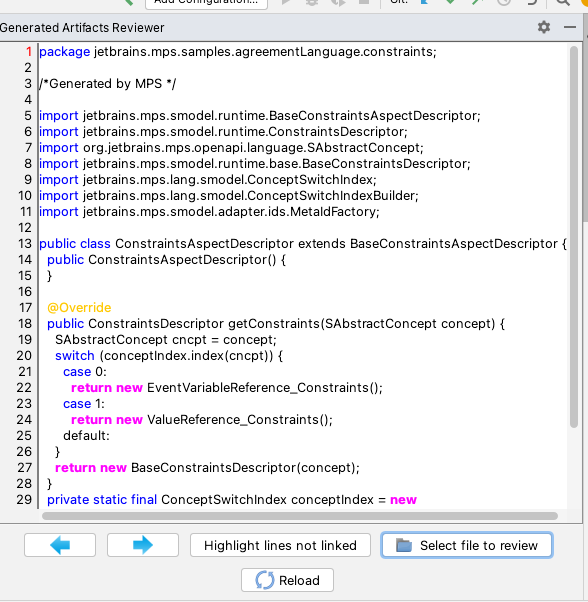 Add Configuration...
Git:
Generated Artifacts Reviewer
1 package jetbrains.mps.samples.agreementLanguage.constraints;
2
3 /*Generated by MPS */
4
5 import jetbrains.mps.smodel.runtime.BaseConstraintsAspectDescriptor;
6 import jetbrains.mps.smodel.runtime.ConstraintsDescriptor;
7 import org.jetbrains.mps.openapi.language.SAbstractConcept;
8 import jetbrains.mps.smodel.runtime.base.BaseConstraintsDescriptor;
9 import jetbrains.mps.lang.smodel.ConceptSwitchIndex;
10 import jetbrains.mps.lang.smodel.ConceptSwitchIndexBuilder;
11 import jetbrains.mps.smodel.adapter.ids.MetaIdFactory;
12
13 public class ConstraintsAspectDescriptor extends BaseConstraintsAspectDescriptor {
14 public ConstraintsAspectDescriptor() {
15 }
16
17 @Override
18 public ConstraintsDescriptor getConstraints(SAbstractConcept concept) {
19 SAbstractConcept cncpt = concept;
20 switch (conceptIndex.index(cncpt)) {
21 case 0:
22 return new EventVariableReference_Constraints();
23 case 1:
24 return new ValueReference_Constraints();
25 default:
26 }
27 return new BaseConstraintsDescriptor(concept);
28 }
29 private static final ConceptSwitchIndex conceptIndex = new
Highlight lines not linked
Select file to review
Reload